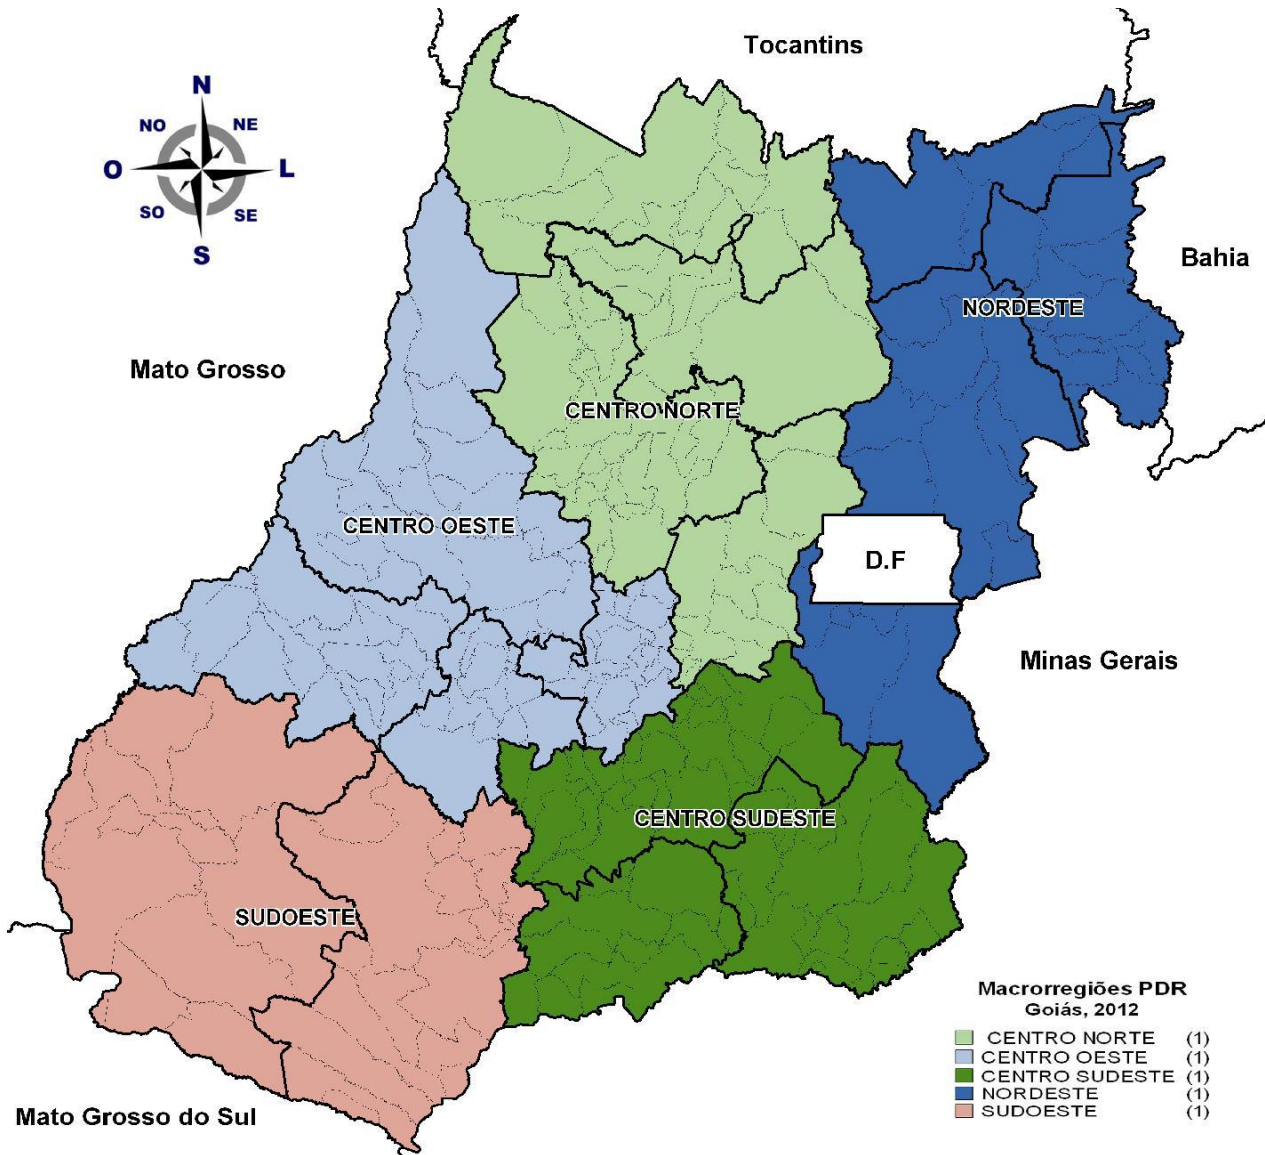 Tocantins
N
NO
NE
O
L
SO
SE
S
Bahia
NORDESTE
Mato Grosso
CENTRO NORTE
CENTRO OESTE
D.F
Minas Gerais
CENTRO SUDESTE
SUDOESTE
Macrorregiões PDR
Goiás, 2012
CENTRO NORTE (1)
CENTRO OESTE (1)
CENTRO SUDESTE (1)
NORDESTE (1)
SUDOESTE (1)
Mato Grosso do Sul